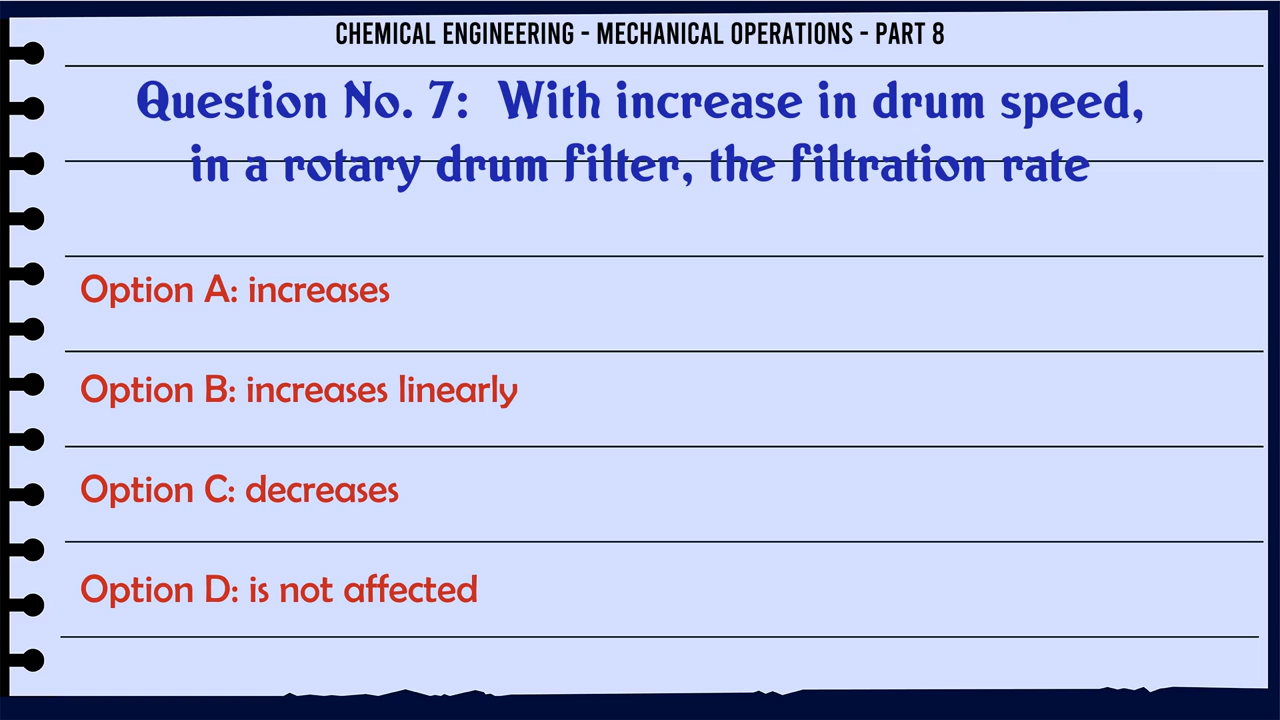 CHEMICAL ENGINEERING - MECHANICAL OPERATIONS - PART 8
Question No. 7: With increase in drum speed,
in a rotary drum filter, the filtration rate
Option A: increases
Option B: increases linearly
Option C: decreases
Option D: is not affected